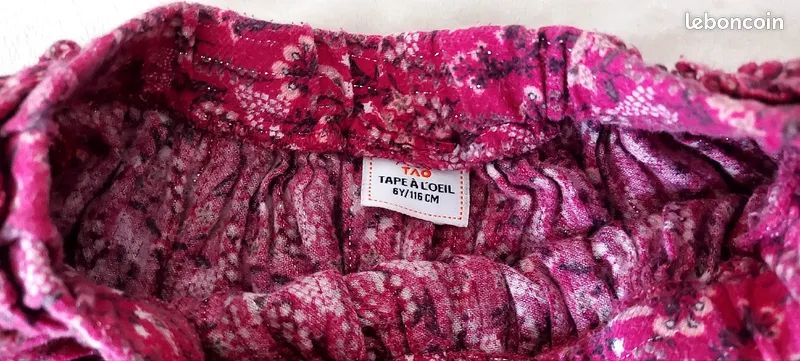 leboncoin
TAO
TAPE À L'OEIL
6Y/116 CM